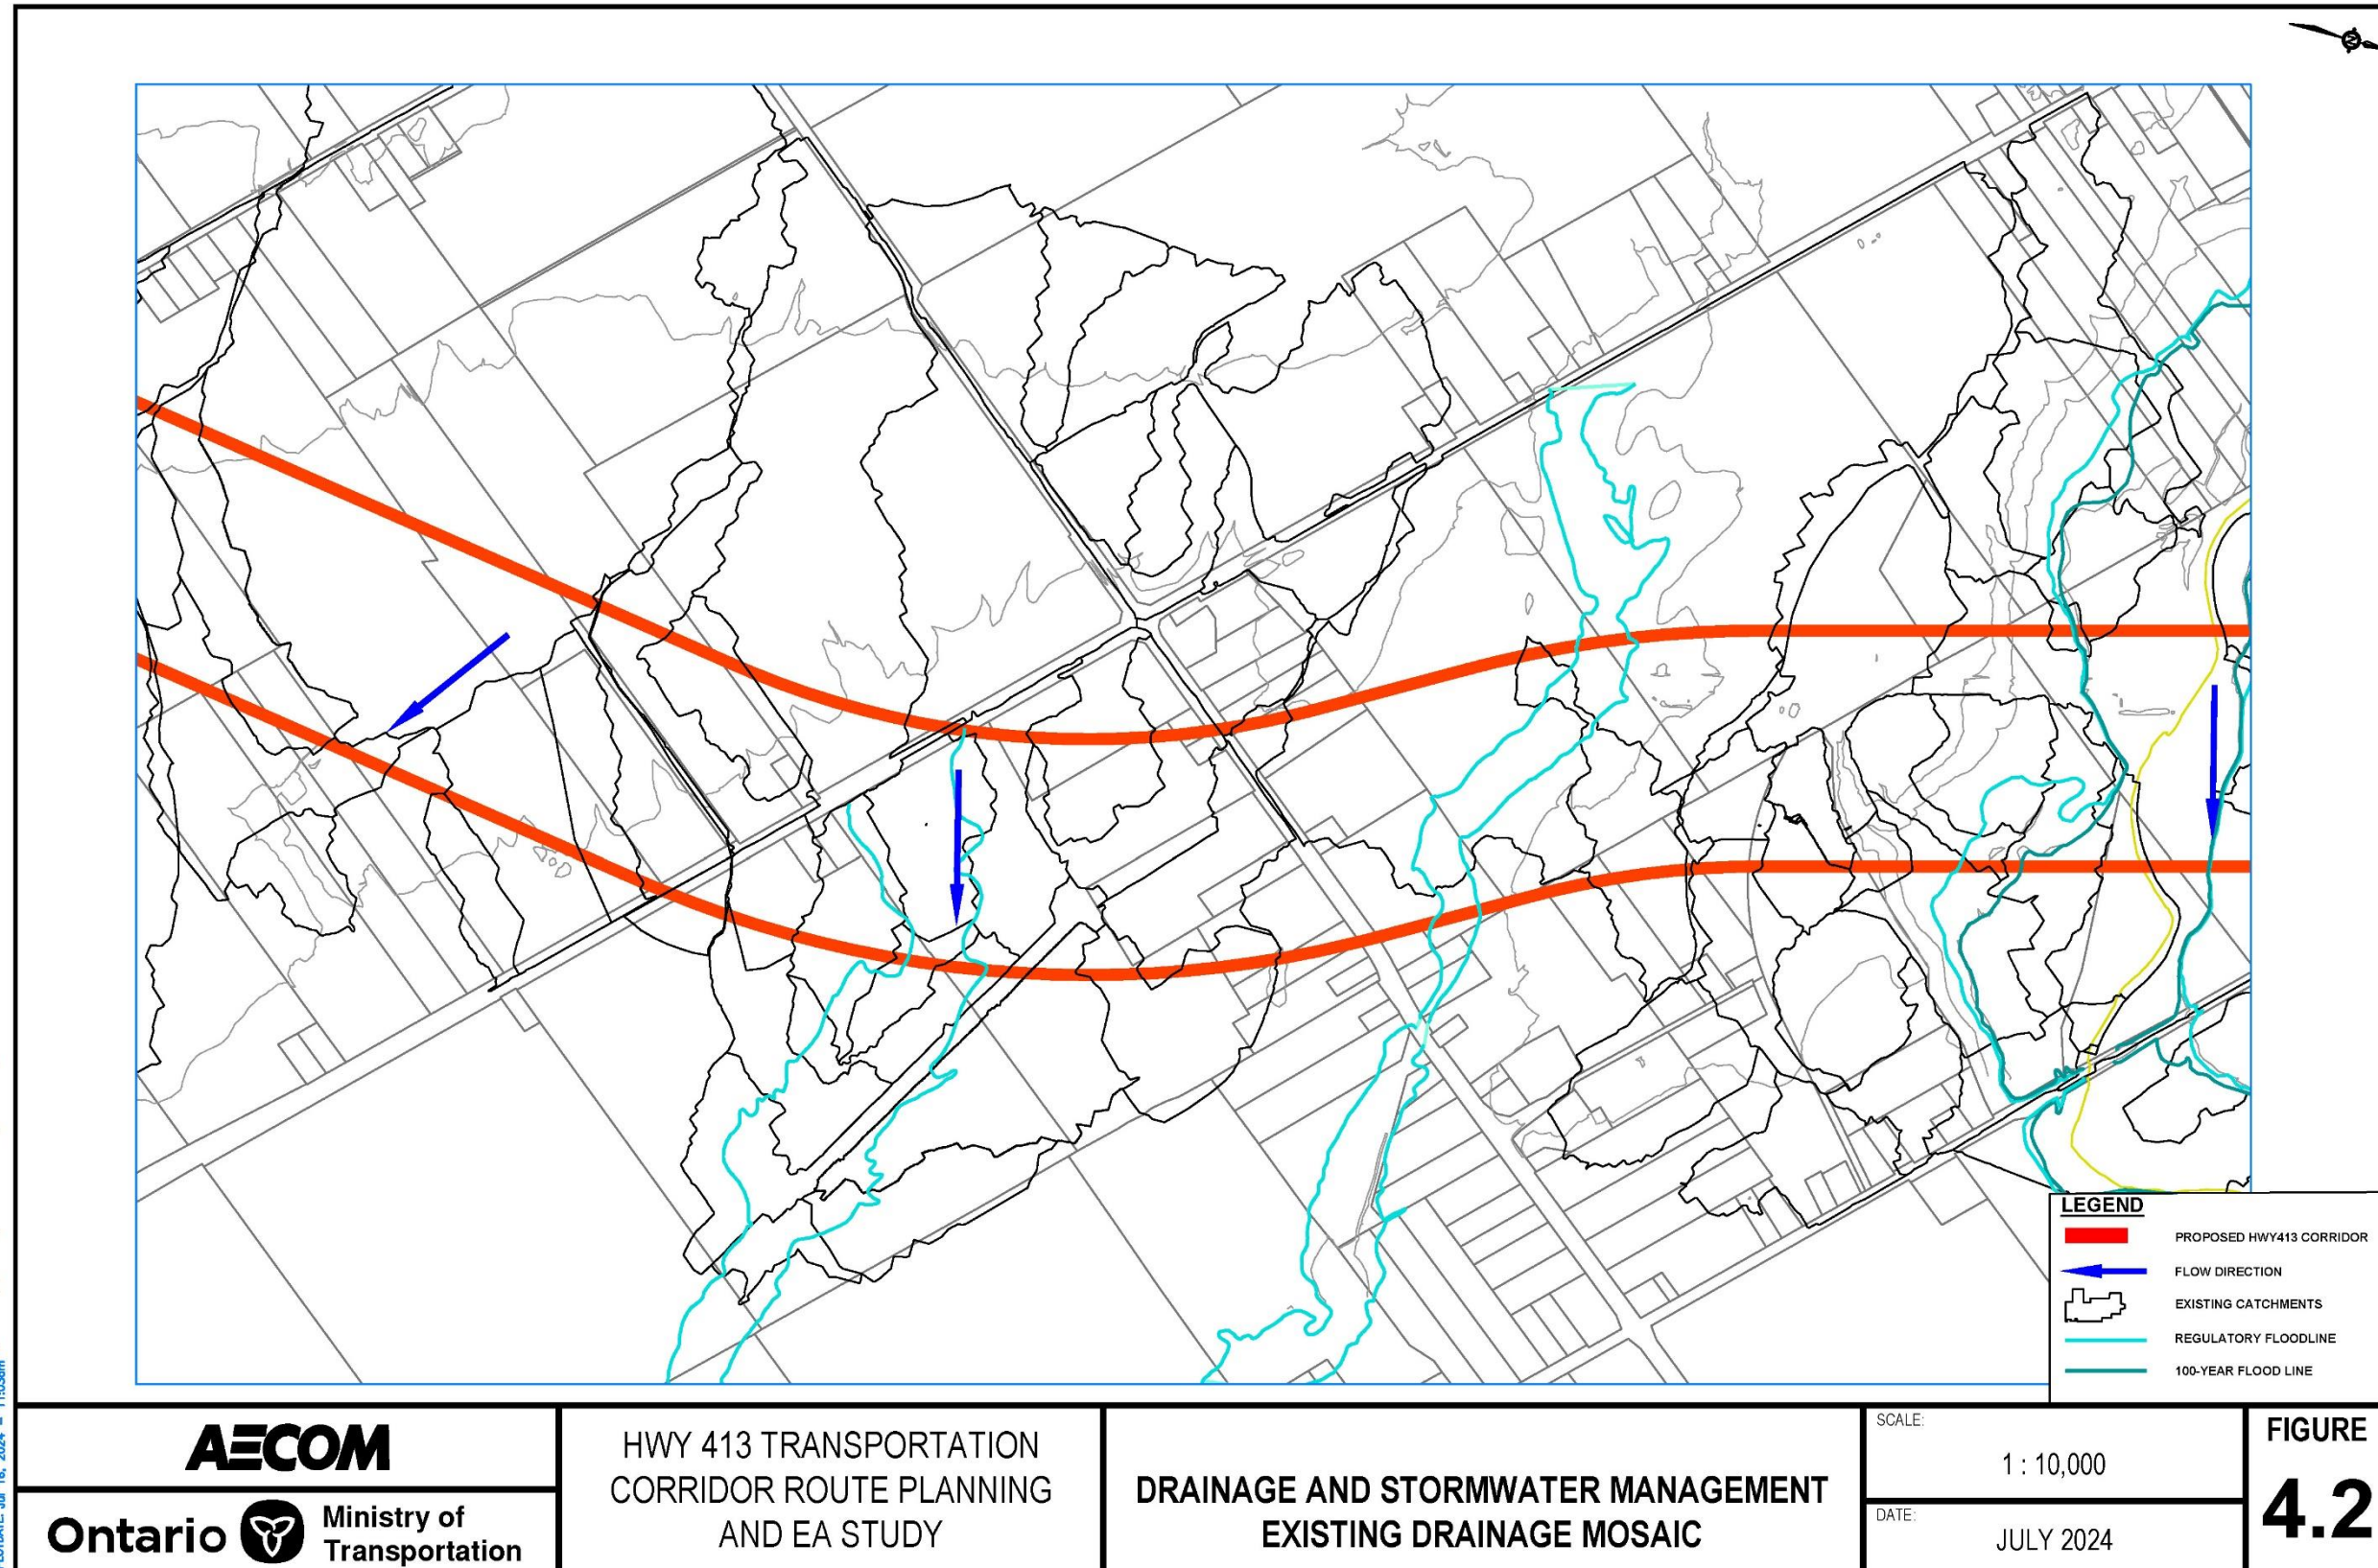 LEGEND
PROPOSED HWY413 CORRIDOR
FLOW DIRECTION
EXISTING CATCHMENTS
REGULATORY FLOODLINE
100-YEAR FLOOD LINE
AECOM
Ontario
Ministry of
Transportation
HWY 413 TRANSPORTATION
CORRIDOR ROUTE PLANNING
AND EA STUDY
DRAINAGE AND STORMWATER MANAGEMENT
EXISTING DRAINAGE MOSAIC
SCALE:
1 : 10,000
DATE:
JULY 2024
FIGURE
4.2